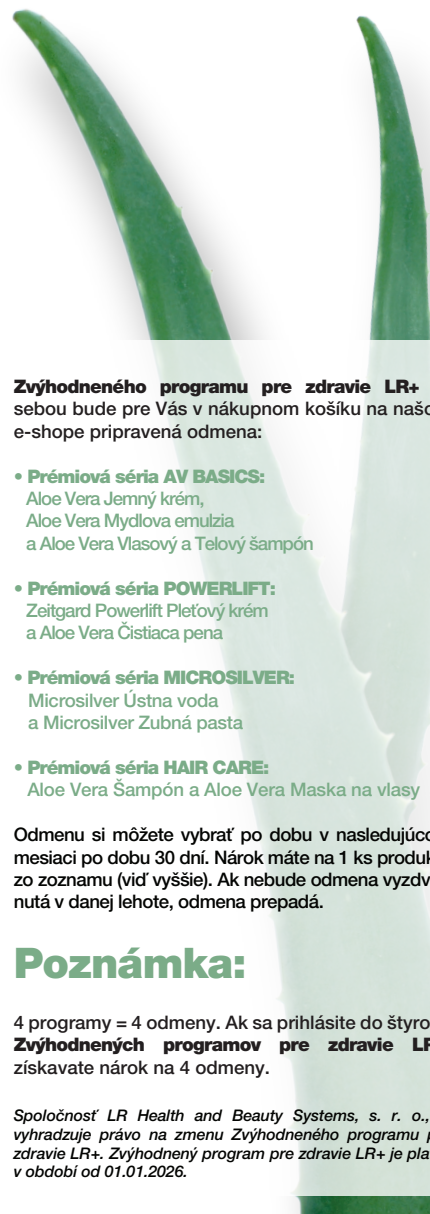 Zvýhodneného programu pre zdravie LR+
sebou bude pre Vás v nákupnom košíku na našo
e-shope pripravená odmena:
• Prémiová séria AV BASICS:
Aloe Vera Jemný krém,
Aloe Vera Mydlova emulzia
a Aloe Vera Vlasový a Telový šampón
• Prémiová séria POWERLIFT:
Zeitgard Powerlift Pleťový krém
a Aloe Vera Čistiaca pena
• Prémiová séria MICROSILVER:
Microsilver Ústna voda
a Microsilver Zubná pasta
• Prémiová séria HAIR CARE:
Aloe Vera Šampón a Aloe Vera Maska na vlasy
Odmenu si môžete vybrať po dobu v nasledujúco
mesiaci po dobu 30 dní. Nárok máte na 1 ks produk
zo zoznamu (viď vyššie). Ak nebude odmena vyzdv
nutá v danej lehote, odmena prepadá.
Poznámka:
4 programy = 4 odmeny. Ak sa prihlásite do štyro
Zvýhodnených programov pre zdravie LR
získavate nárok na 4 odmeny.
Spoločnosť LR Health and Beauty Systems, s. r. o.,
vyhradzuje právo na zmenu Zvýhodneného programu p
zdravie LR+. Zvýhodný program pre zdravie LR+ je pla
v období od 01.01.2026.